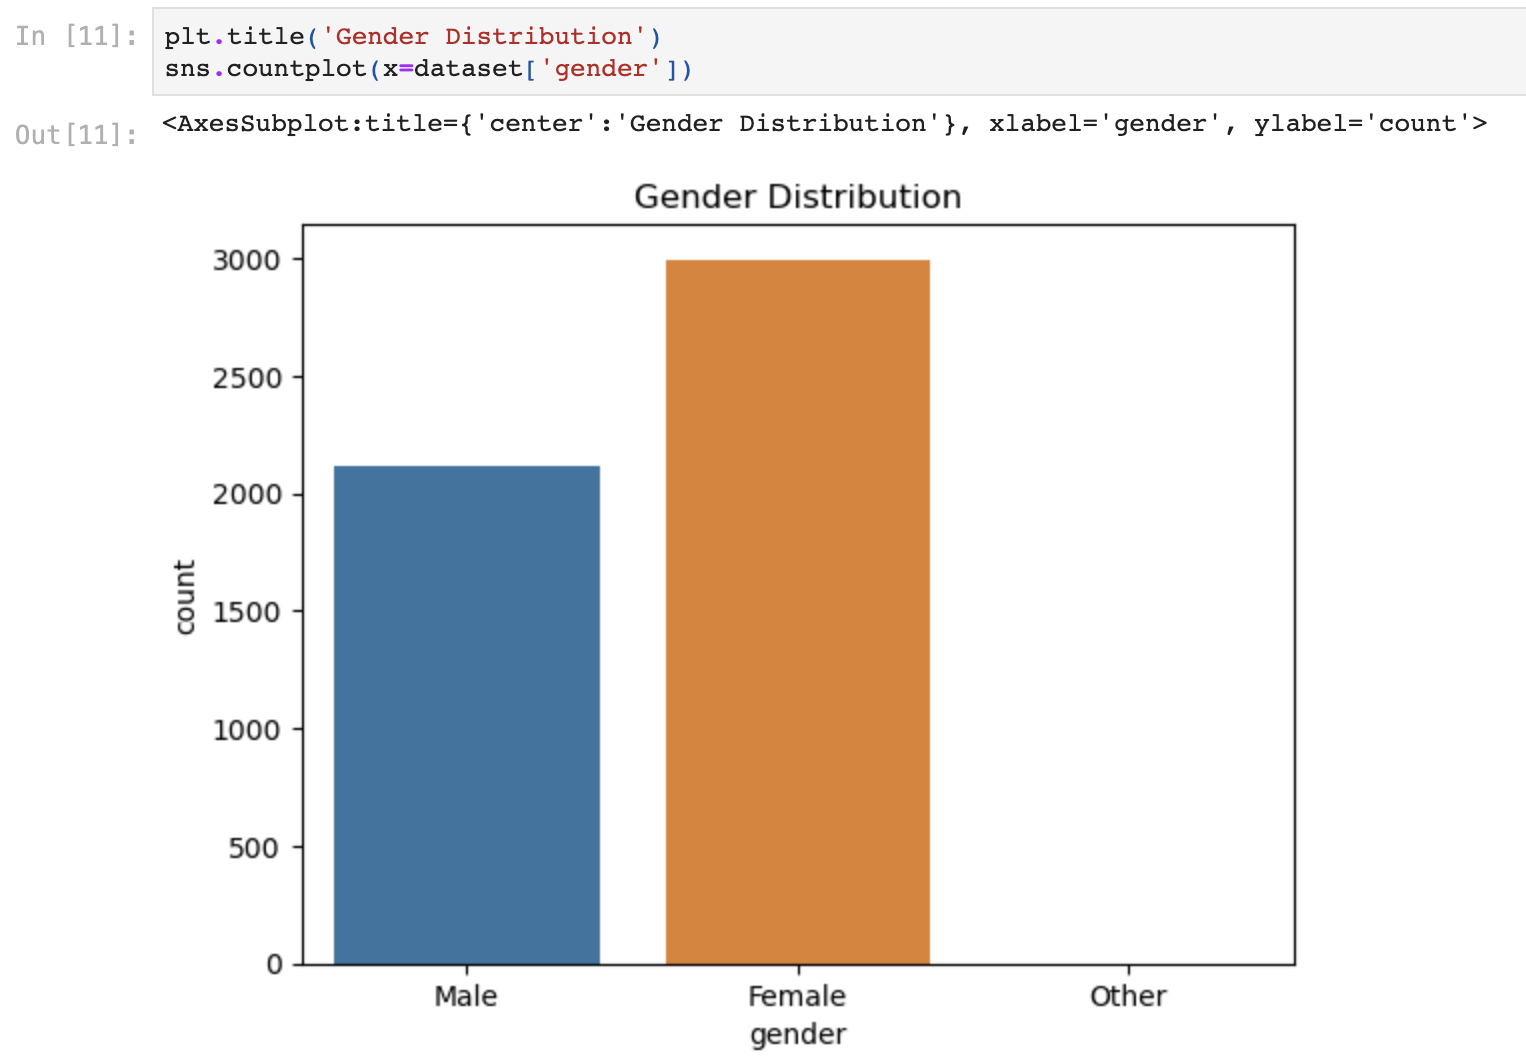 In [11]:
plt.title('Gender Distribution')
sns.countplot(x=dataset['gender'])
Out[11]:
<AxesSubplot:title={'center':'Gender Distribution'}, xlabel='gender', ylabel='count'>
Gender Distribution
3000
2500
2000
1500
1000
500
0
count
Male Female Other
gender